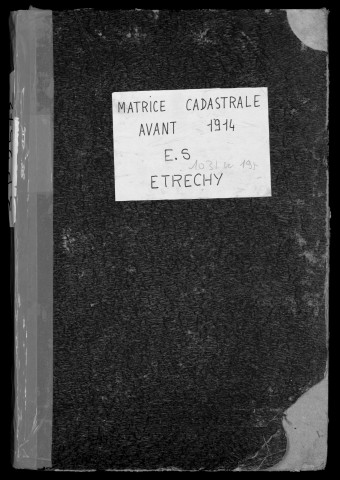 MATRICE CADASTRALE
AVANT 1914
E.S
ETRECHY